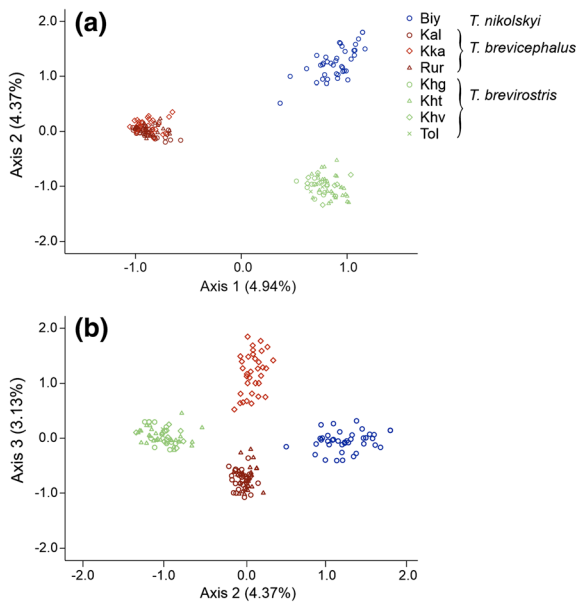 (a)
2.0
1.0
0.0
-1.0
-2.0
Axis 2 (4.37%)
-1.0 0.0 1.0
Axis 1 (4.94%)
Biy T. nikolskyi
Kal
Kka T. brevicephalus
Rur
Khg
Kht T. brevirostris
Khv
Tol
(b)
2.0
1.0
0.0
-1.0
-2.0
Axis 3 (3.13%)
-2.0 -1.0 0.0 1.0 2.0
Axis 2 (4.37%)